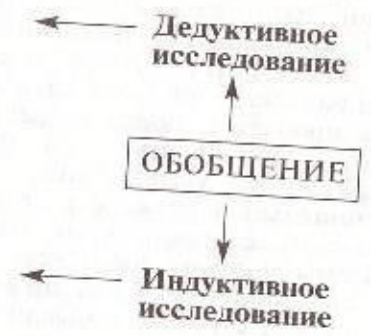 Дедуктивное
исследование
ОБОБЩЕНИЕ
Индуктивное
исследование